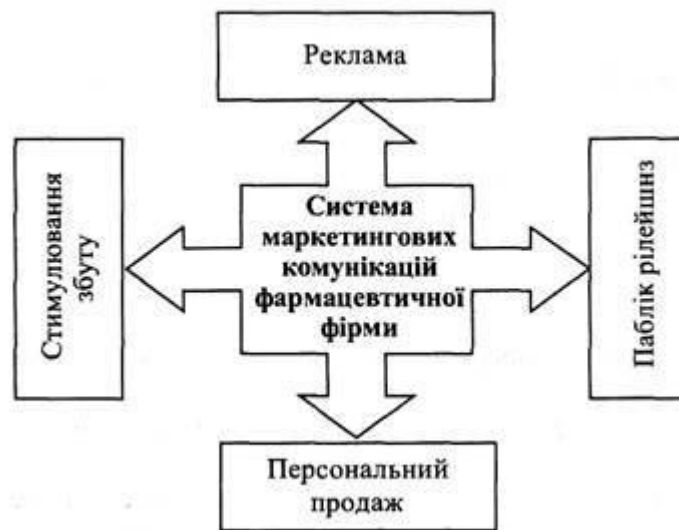 Реклама
Стимулювання
збуту
Система
маркетингових
комунікацій
фармацевтичної
фірми
Паблік рілейшнз
Персональний
продаж